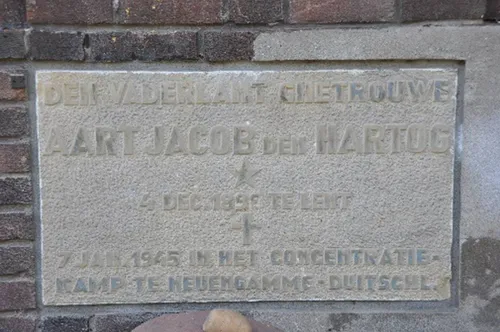 DEN VADERLANT GHETROUWE
AART JACOB DEN HARTOG
4 DEC. TE LENT
7 JAN. 1945 IN HET CONCENTRATIE-
KAMP TE NEUENGAMME - DUITSCHL.